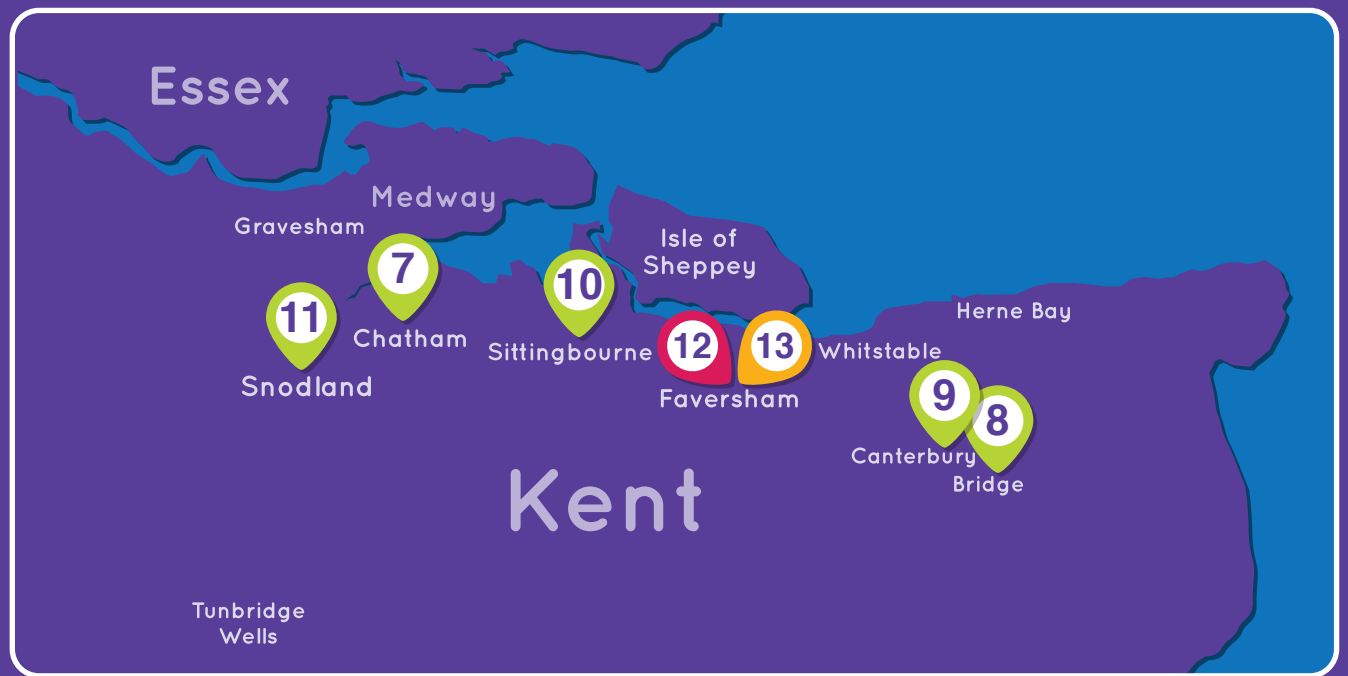 Essex
Medway
Gravesham
Isle of
Sheppey
7
10
11
Herne Bay
Chatham
Sittingbourne
12
13
Whitstable
Snodland
Faversham
9
8
Canterbury
Bridge
Kent
Tunbridge
Wells